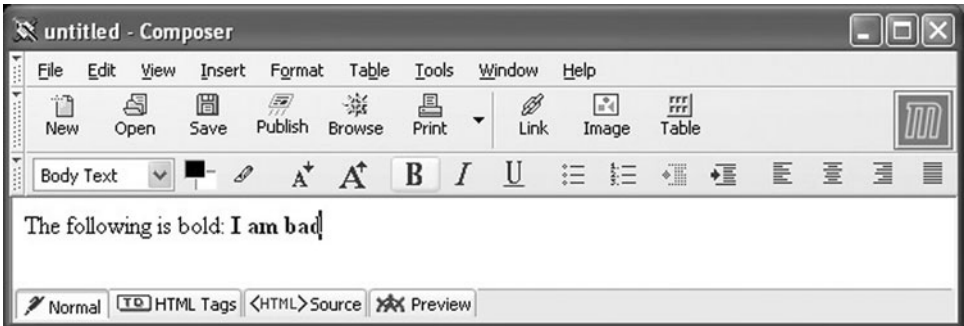 untitled - Composer
File Edit View Insert Format Table Tools Window Help
New Open Save Publish Browse Print Link Image Table
Body Text A A B I U
The following is bold: I am bad
Normal TD HTML Tags <HTML> Source Preview